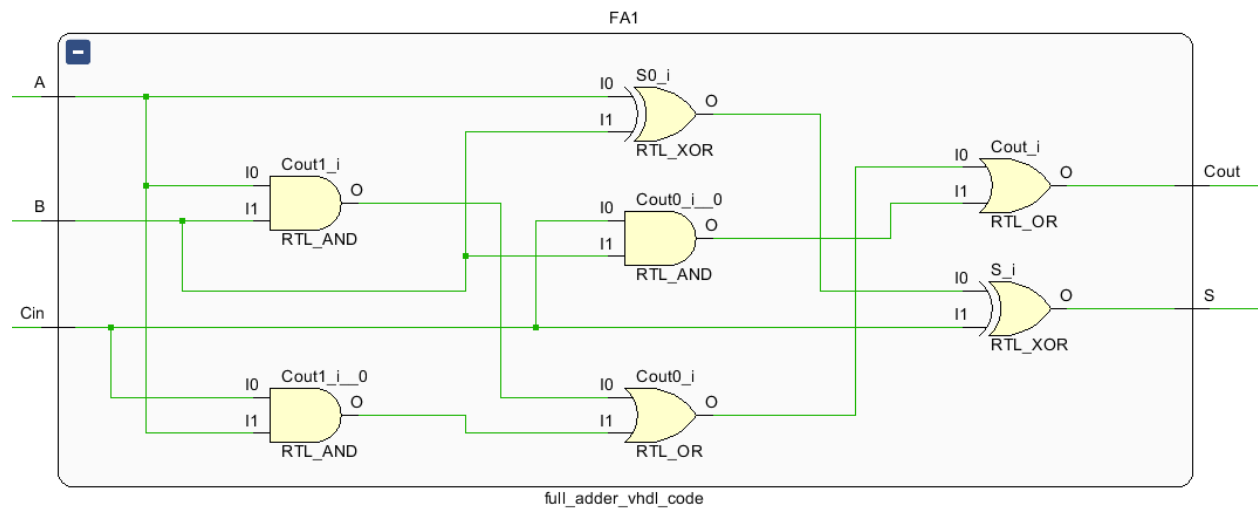 FA1
A
I0
S0_i
O
I1
RTL_XOR
I0
Cout1_i
O
I1
RTL_AND
B
I0
Cout0_i__0
O
I1
RTL_AND
I0
Cout_i
O
I1
RTL_OR
Cout
I0
S_i
O
I1
RTL_XOR
S
Cin
I0
Cout1_i__0
O
I1
RTL_AND
I0
Cout0_i
O
I1
RTL_OR
full_adder_vhdl_code